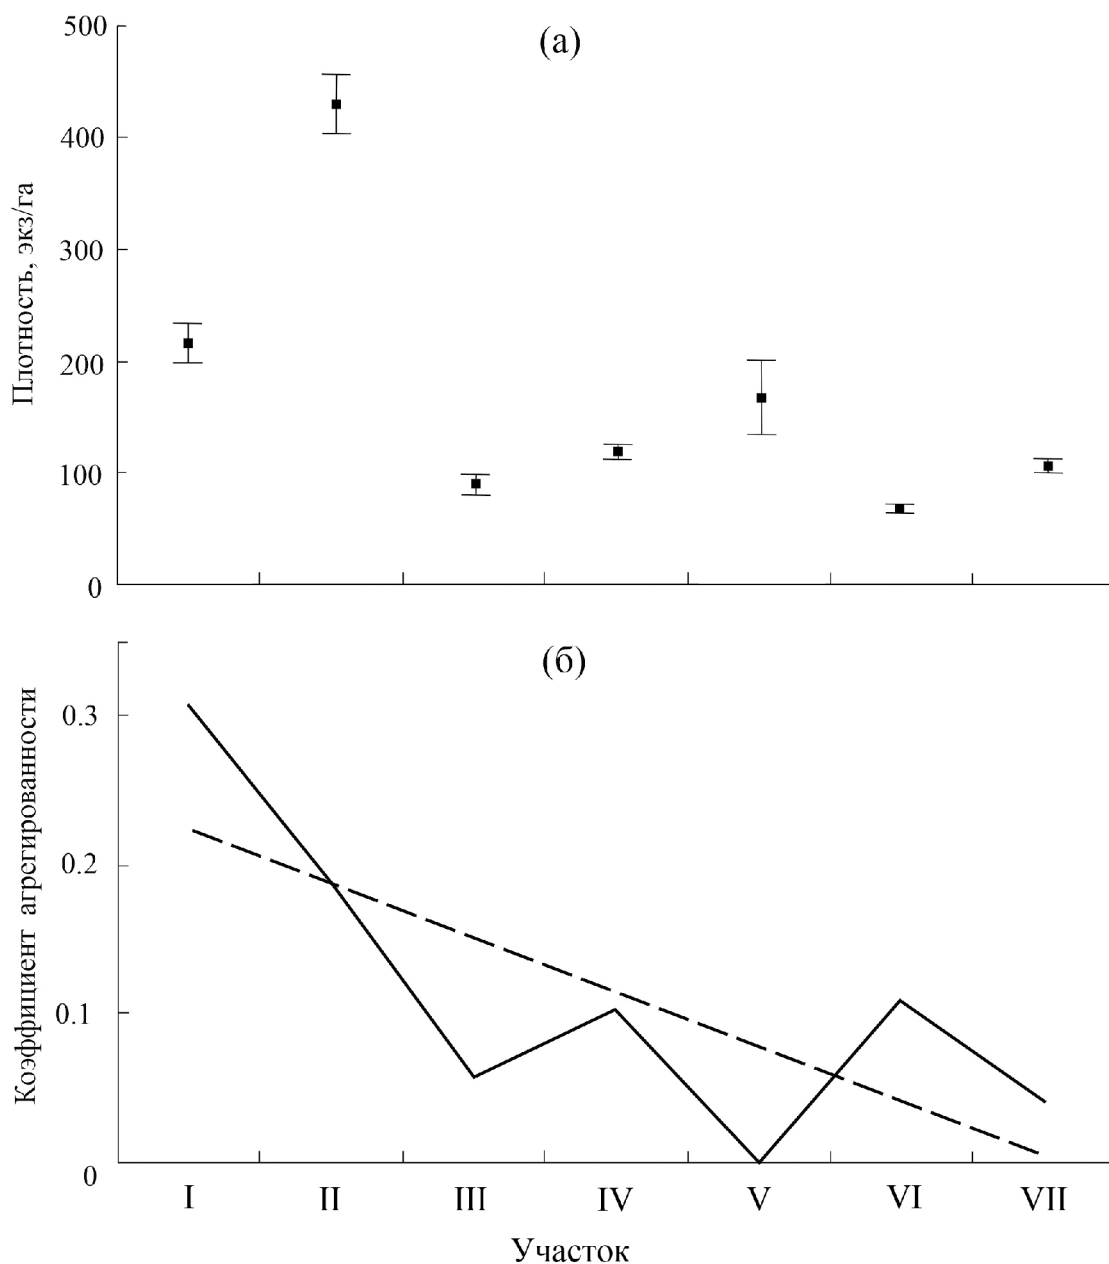 (а)
500
400
300
200
100
0
Плотность, экз/га
(б)
0.3
0.2
0.1
0
Коэффициент агрегированности
I II III IV V VI VII
Участок